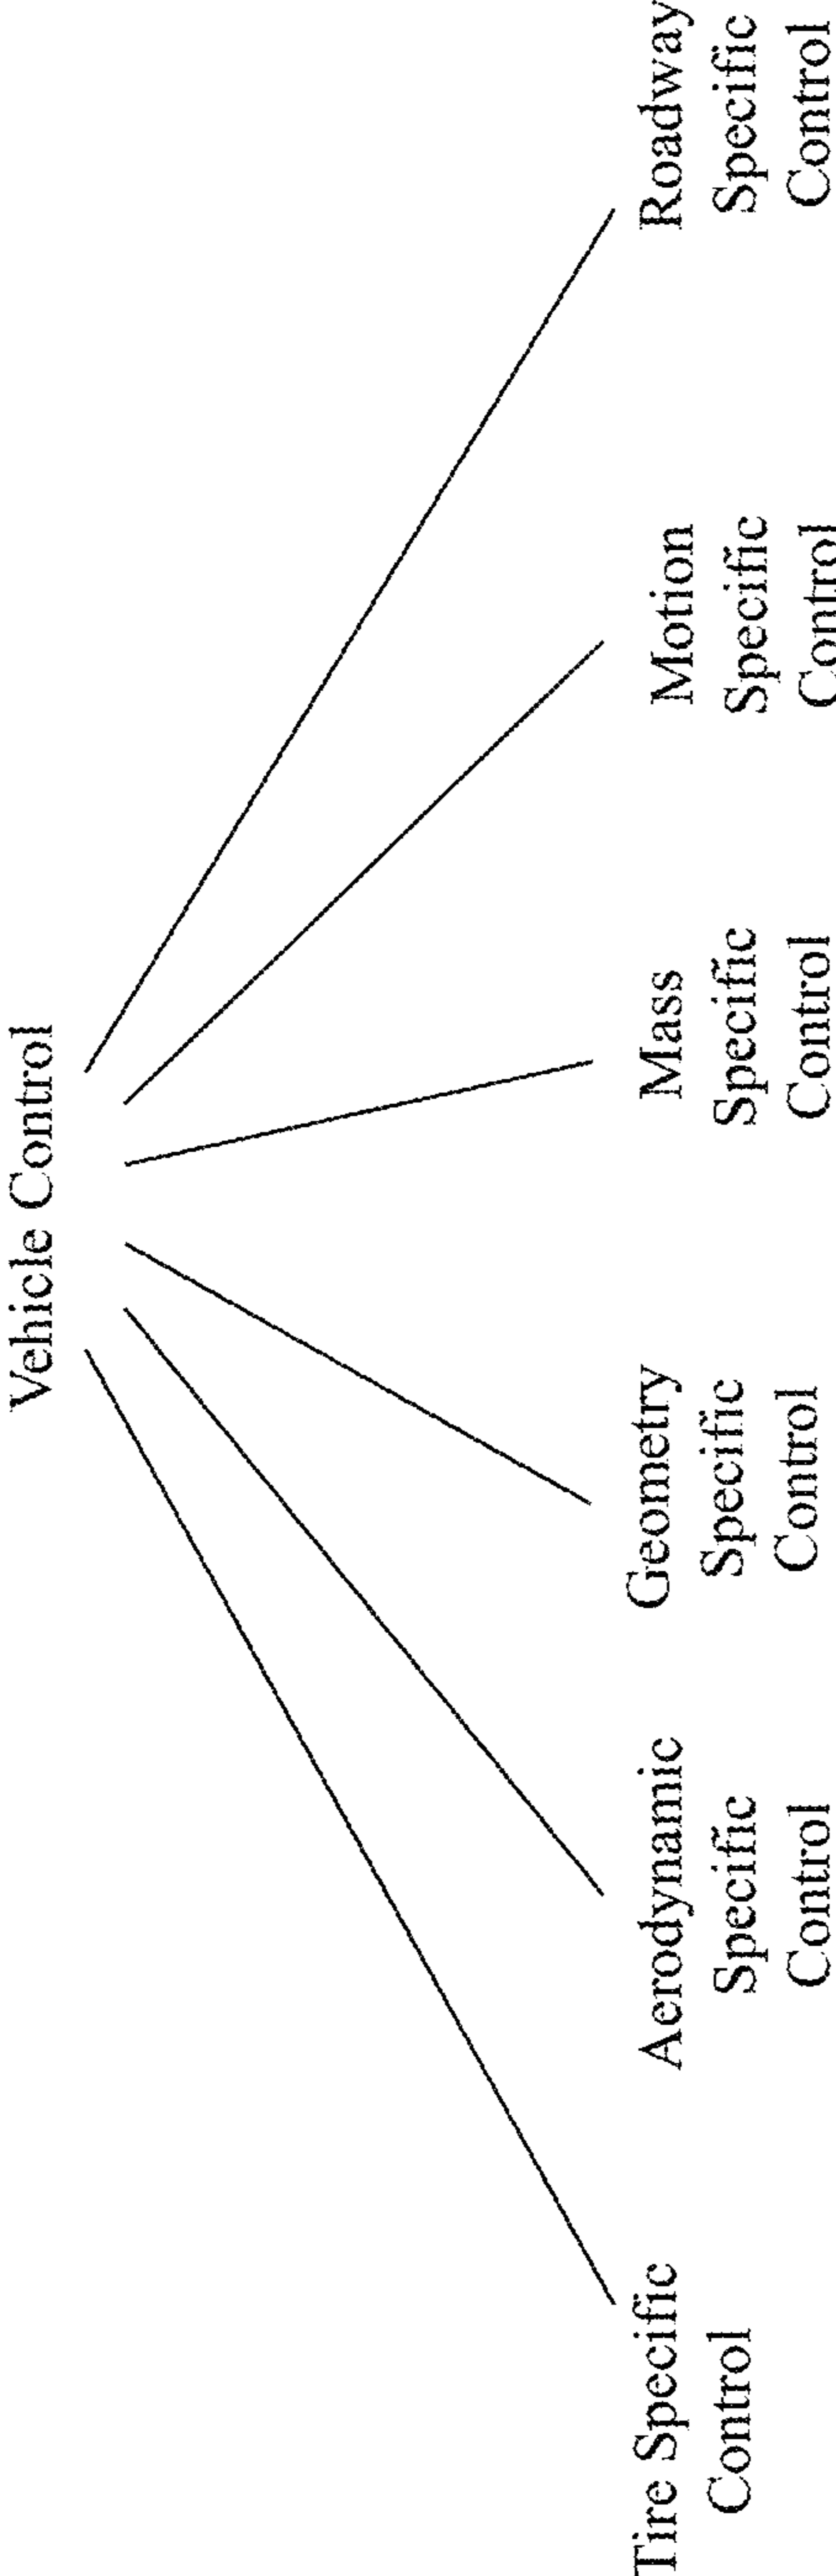 Vehicle Control
Tire Specific
Control
Aerodynamic
Specific
Control
Geometry
Specific
Control
Mass
Specific
Control
Motion
Specific
Control
Roadway
Specific
Control